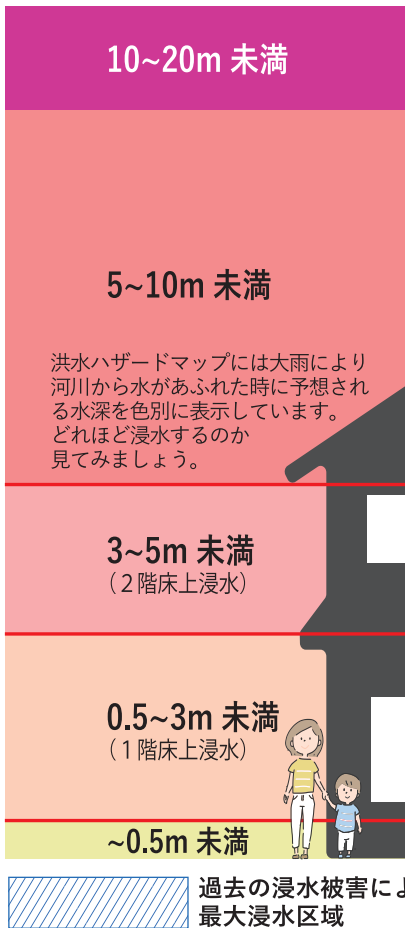 10~20m 未満
5~10m 未満
洪水ハザードマップには大雨により
河川から水があふれた時に予想され
る水深を色別に表示しています。
どれほど浸水するのか
見てみましょう。
3~5m 未満
（２階床上浸水）
0.5~3m 未満
（１階床上浸水）
~0.5m 未満
過去の浸水被害によ
最大浸水区域